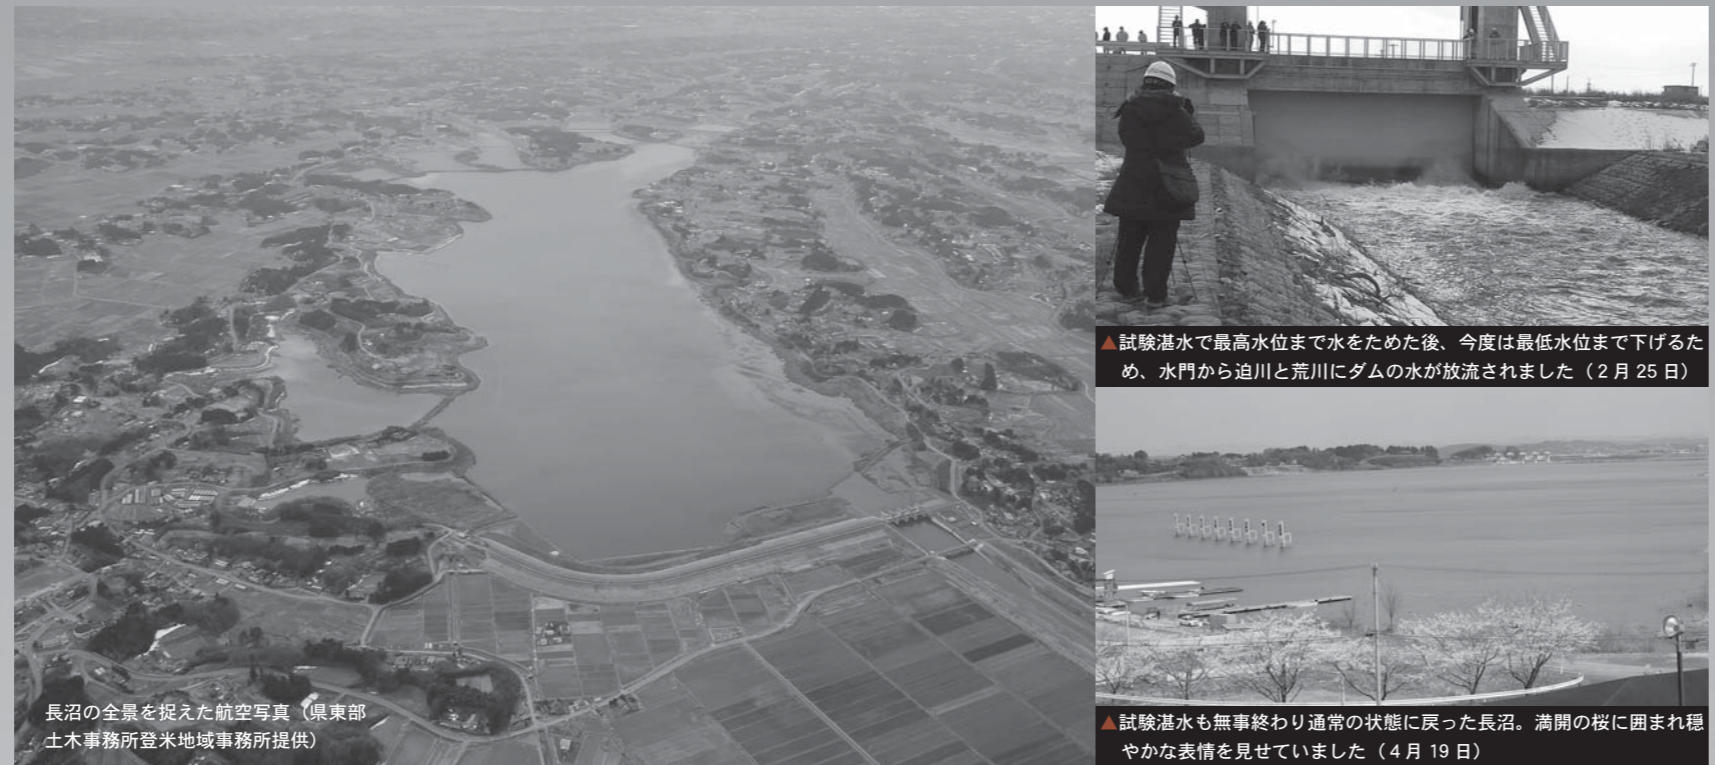 長沼の全景を捉えた航空写真（県東部
土木事務所登米地域事務所提供）
▲試験湛水で最高水位まで水をためた後、今度は最低水位まで下げるた
め、水門から迫川と荒川にダムの水が放流されました（２月 25 日）
▲試験湛水も無事終わり通常の状態に戻った長沼。満開の桜に囲まれ穏
やかな表情を見せていました（４月 19 日）